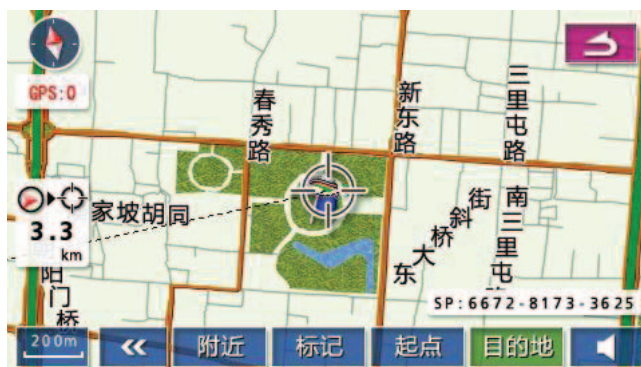 GPS:0
春秀路
新东路
三里屯路
3.3
km
家坡胡同
东大桥斜街
南三里屯路
阳门桥
SP:6672-8173-3625
200m
附近
标记
起点
目的地